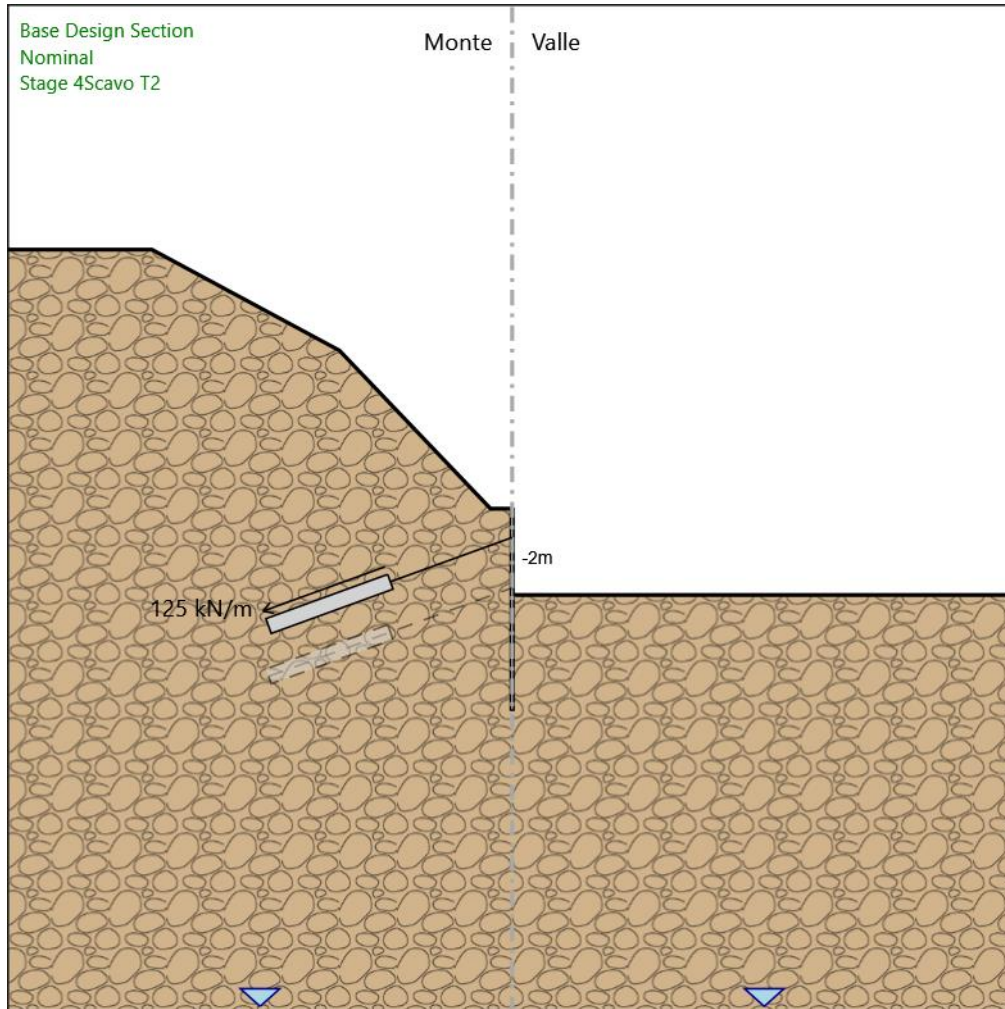 Base Design Section
Nominal
Stage 4Scavo T2
Monte Valle
-2m
125 kN/m